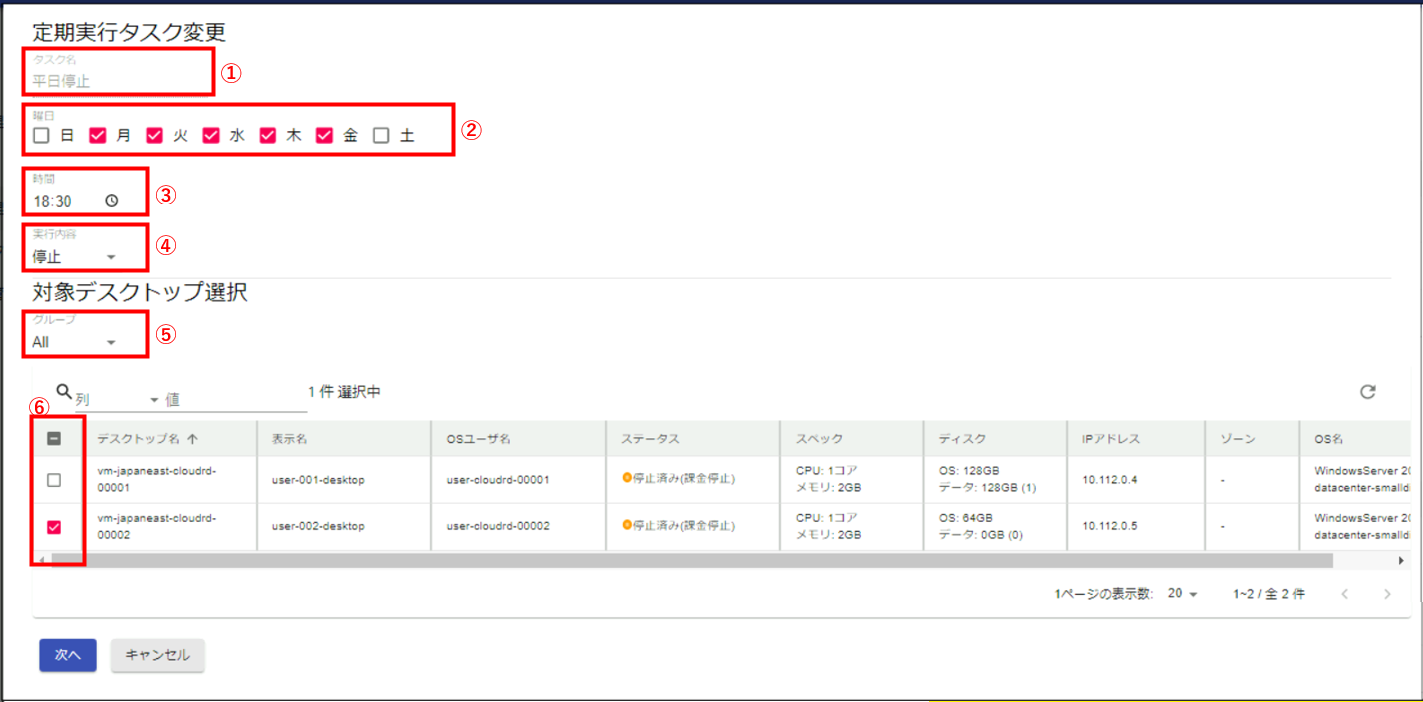 定期実行タスク変更
タスク名
平日停止 ①
曜日
日 月 火 水 木 金 土 ②
時間
18:30 ③
実行内容
停止 ④
対象デスクトップ選択
グループ
All ⑤
列 値 1 件 選択中
⑥
デスクトップ名 ↑ 表示名 OSユーザ名 ステータス スペック ディスク IPアドレス ゾーン OS名
vm-japaneast-cloudrd-00001 user-001-desktop user-cloudrd-00001 停止済み(課金停止) CPU: 1コア メモリ: 2GB OS: 128GB データ: 128GB (1) 10.112.0.4 - WindowsServer 20 datacenter-smalldi
vm-japaneast-cloudrd-00002 user-002-desktop user-cloudrd-00002 停止済み(課金停止) CPU: 1コア メモリ: 2GB OS: 64GB データ: 0GB (0) 10.112.0.5 - WindowsServer 20 datacenter-smalldi
1ページの表示数: 20 1~2 / 全 2 件
次へ キャンセル